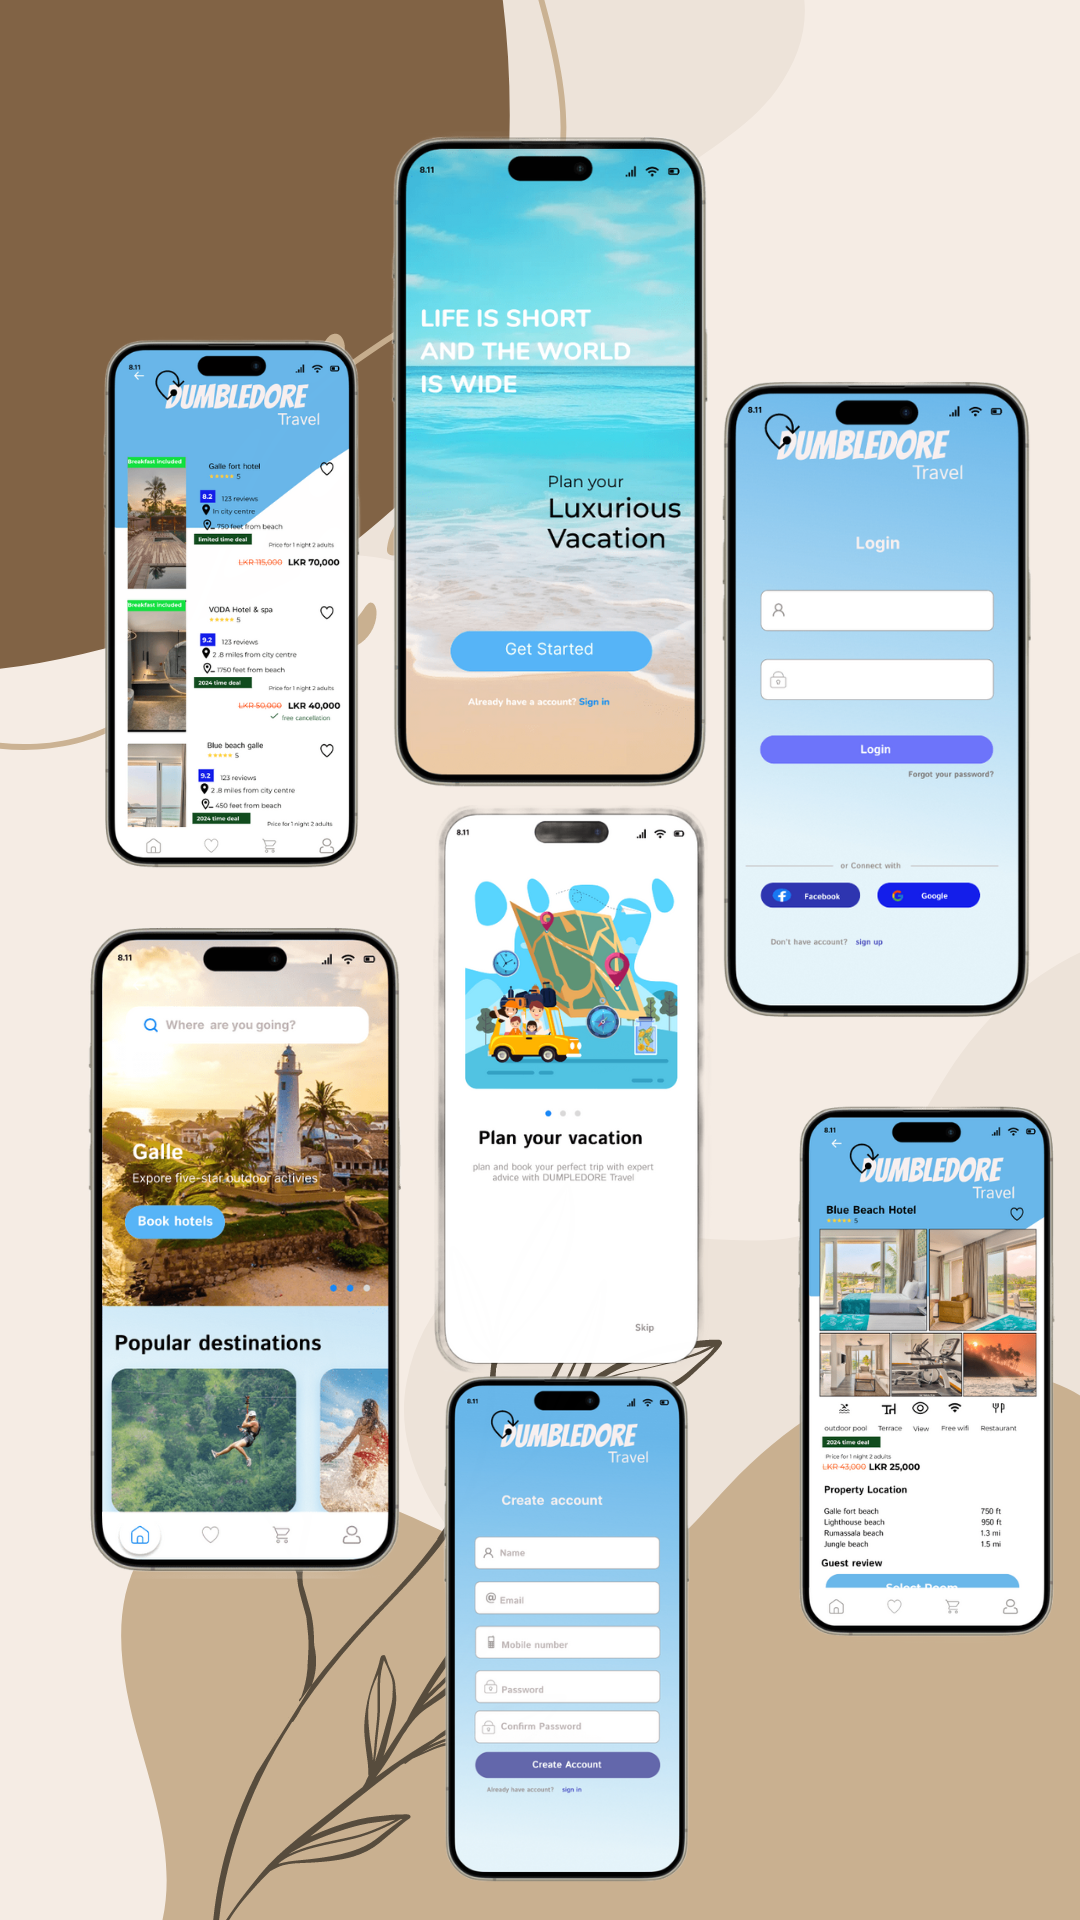 8.11
LIFE IS SHORT
AND THE WORLD
IS WIDE
Plan your
Luxurious
Vacation
Get Started
Already have a account? Sign in
8.11
DUMBLEDORE
Travel
Breakfast included
Galle fort hotel
5
8.2 123 reviews
In city centre
750 feet from beach
limited time deal
Price for 1 night 2 adults
LKR 115,000 LKR 70,000
Breakfast included
VODA Hotel & spa
5
9.2 123 reviews
2 .8 miles from city centre
1750 feet from beach
2024 time deal
Price for 1 night 2 adults
LKR 50,000 LKR 40,000
free cancellation
Blue beach galle
5
9.2 123 reviews
2 .8 miles from city centre
450 feet from beach
2024 time deal
Price for 1 night 2 adults
8.11
DUMBLEDORE
Travel
Login
Login
Forgot your password?
or Connect with
Facebook
Google
Don't have account? sign up
8.11
Plan your vacation
plan and book your perfect trip with expert
advice with DUMPLEDORE Travel
Skip
8.11
Where are you going?
Galle
Expore five-star outdoor activies
Book hotels
Popular destinations
8.11
DUMBLEDORE
Travel
Blue Beach Hotel
5
outdoor pool Terrace View Free wifi Restaurant
2024 time deal
Price for 1 night 2 adults
LKR 43,000 LKR 25,000
Property Location
Galle fort beach 750 ft
Lighthouse beach 950 ft
Rumassala beach 1.3 mi
Jungle beach 1.5 mi
Guest review
Select Room
8.11
DUMBLEDORE
Travel
Create account
Name
@ Email
Mobile number
Password
Confirm Password
Create Account
Already have account? sign in